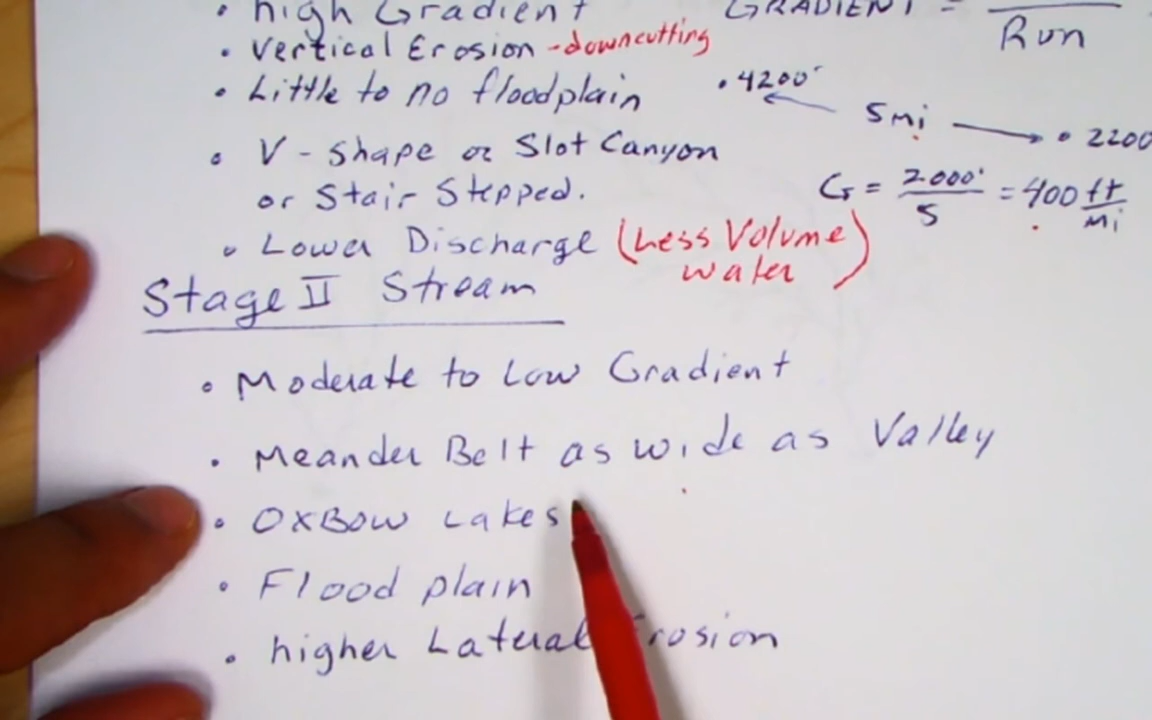 • high Gradient
GRADIENT =
Run
• Vertical Erosion - downcutting
• Little to no floodplain
• 4200'
5 mi
• 2200
• V - Shape or Slot Canyon
or Stair Stepped.
G = 2000' / 5 = 400 ft / mi
• Lower Discharge (Less Volume
water)
Stage II Stream
• Moderate to Low Gradient
• Meander Belt as wide as Valley
• OXBOW Lakes
• Flood plain
• higher Lateral Erosion